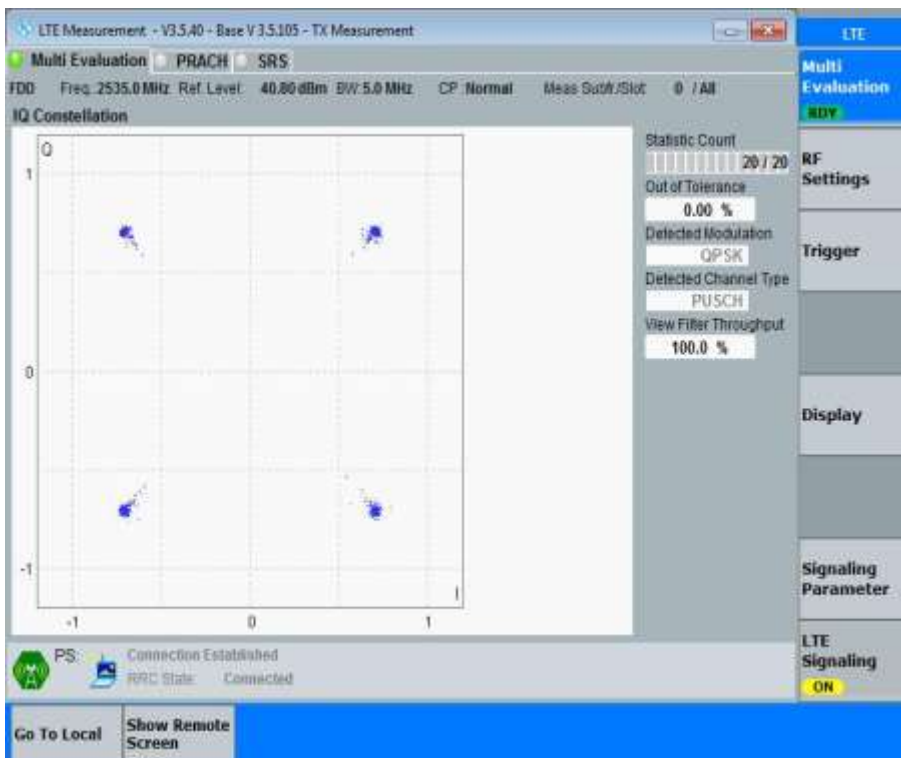 LTE Measurement - V3.5.40 - Base V 3.5.105 - TX Measurement
LTE
Multi Evaluation PRACH SRS
FDD Freq.: 2535.0 MHz Ref. Level: 40.80 dBm BW: 5.0 MHz CP: Normal Meas Subfr./Slot: 0 / All
IQ Constellation
Q
1
0
-1
-1 0 1
I
Statistic Count
20 / 20
Out of Tolerance
0.00 %
Detected Modulation
QPSK
Detected Channel Type
PUSCH
View Filter Throughput
100.0 %
Multi
Evaluation
RDY
RF
Settings
Trigger
Display
Signaling
Parameter
LTE
Signaling
ON
PS:
Connection Established
RRC State: Connected
Go To Local
Show Remote
Screen